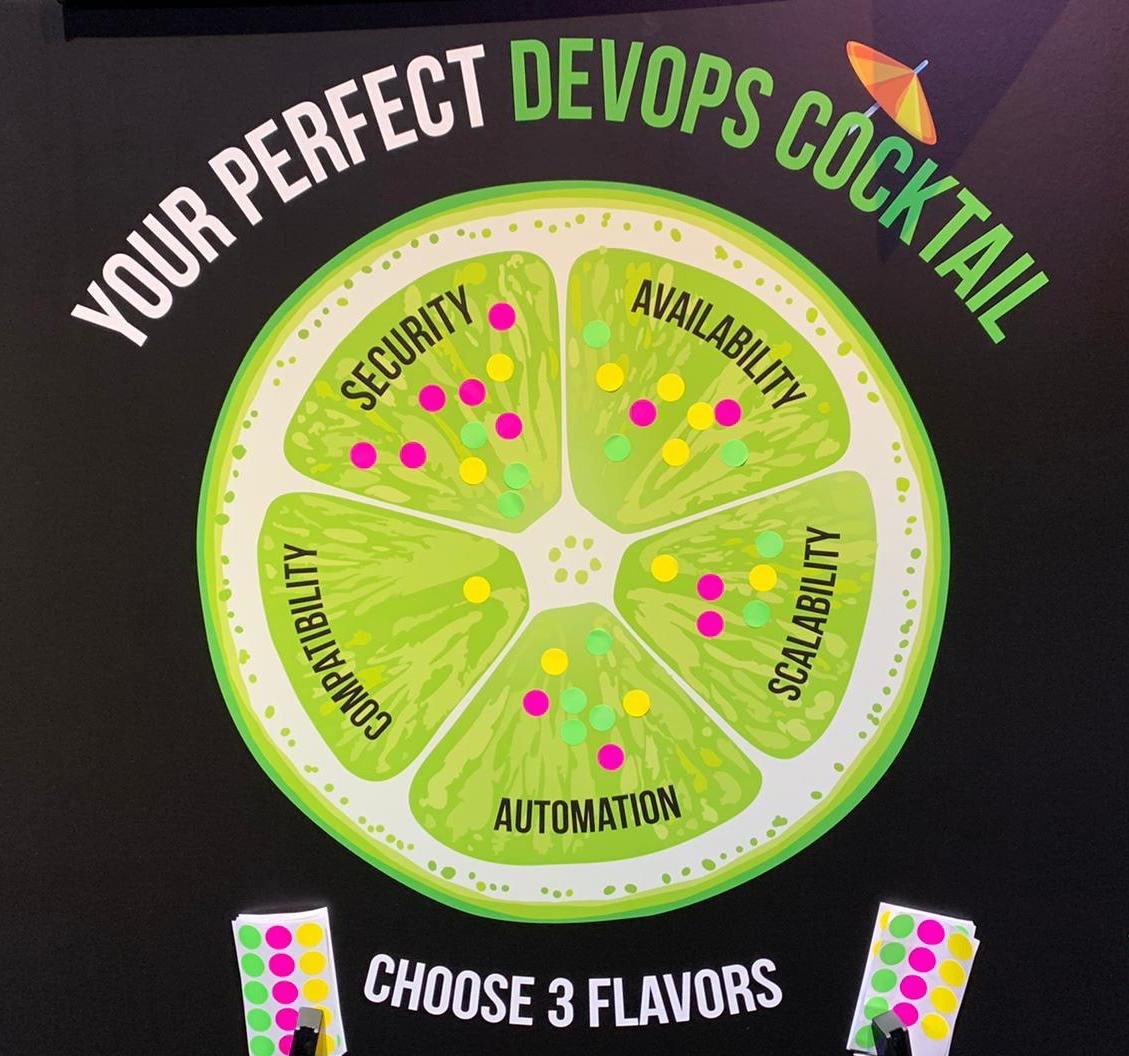 YOUR PERFECT DEVOPS COCKTAIL
SECURITY
AVAILABILITY
COMPATIBILITY
SCALABILITY
AUTOMATION
CHOOSE 3 FLAVORS